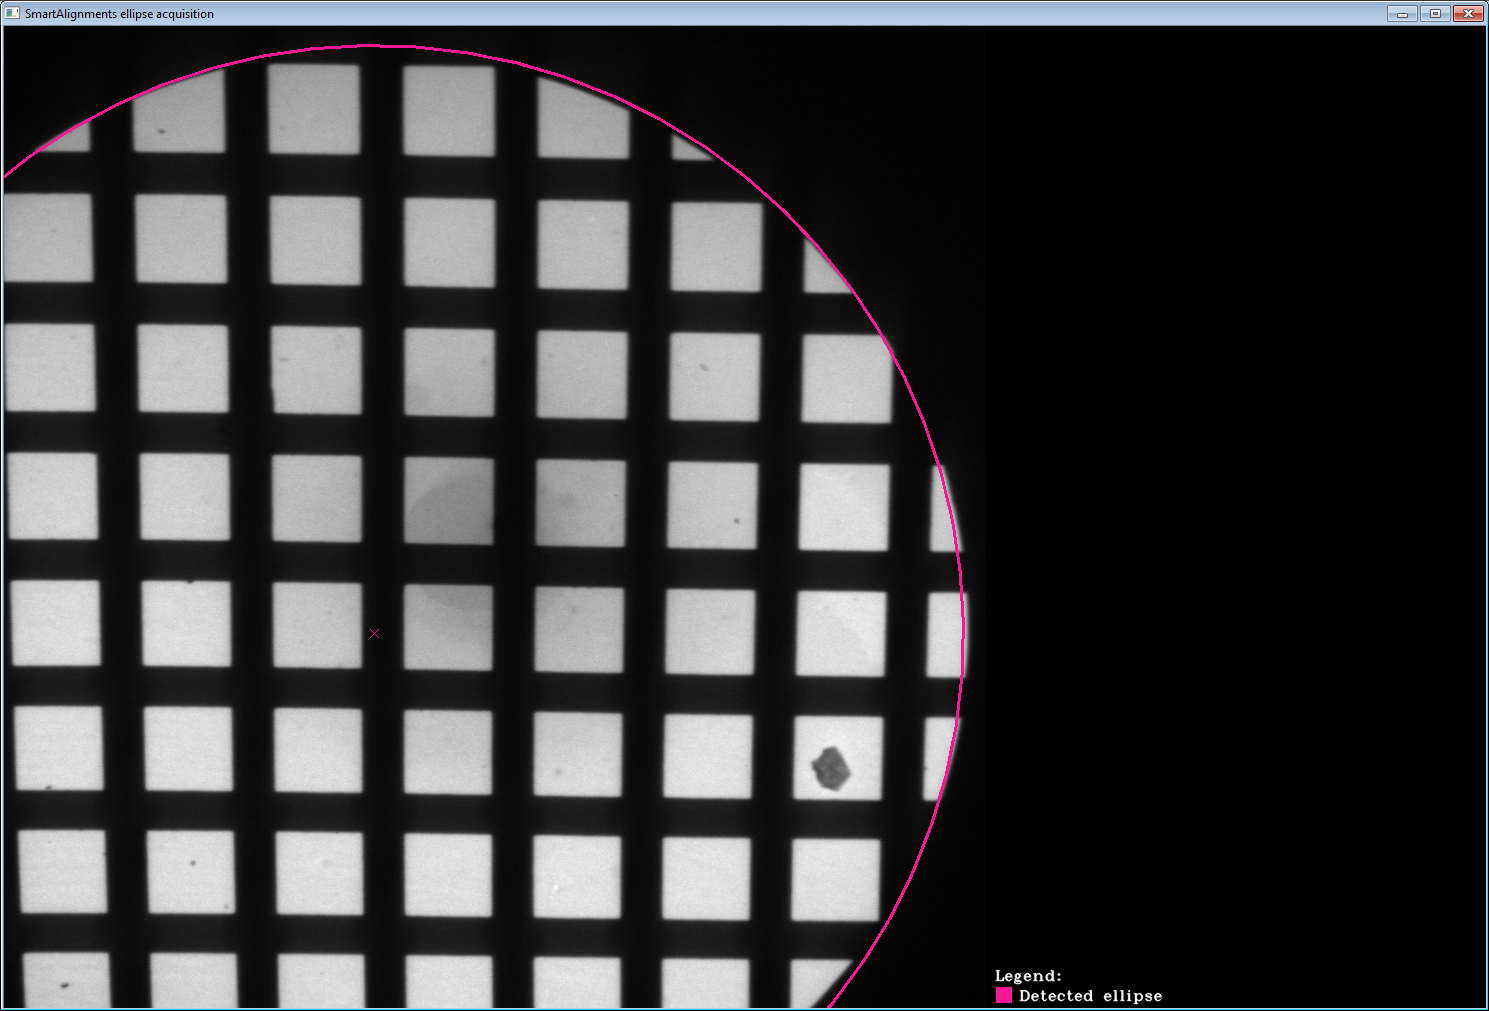 SmartAlignments ellipse acquisition
Legend:
Detected ellipse